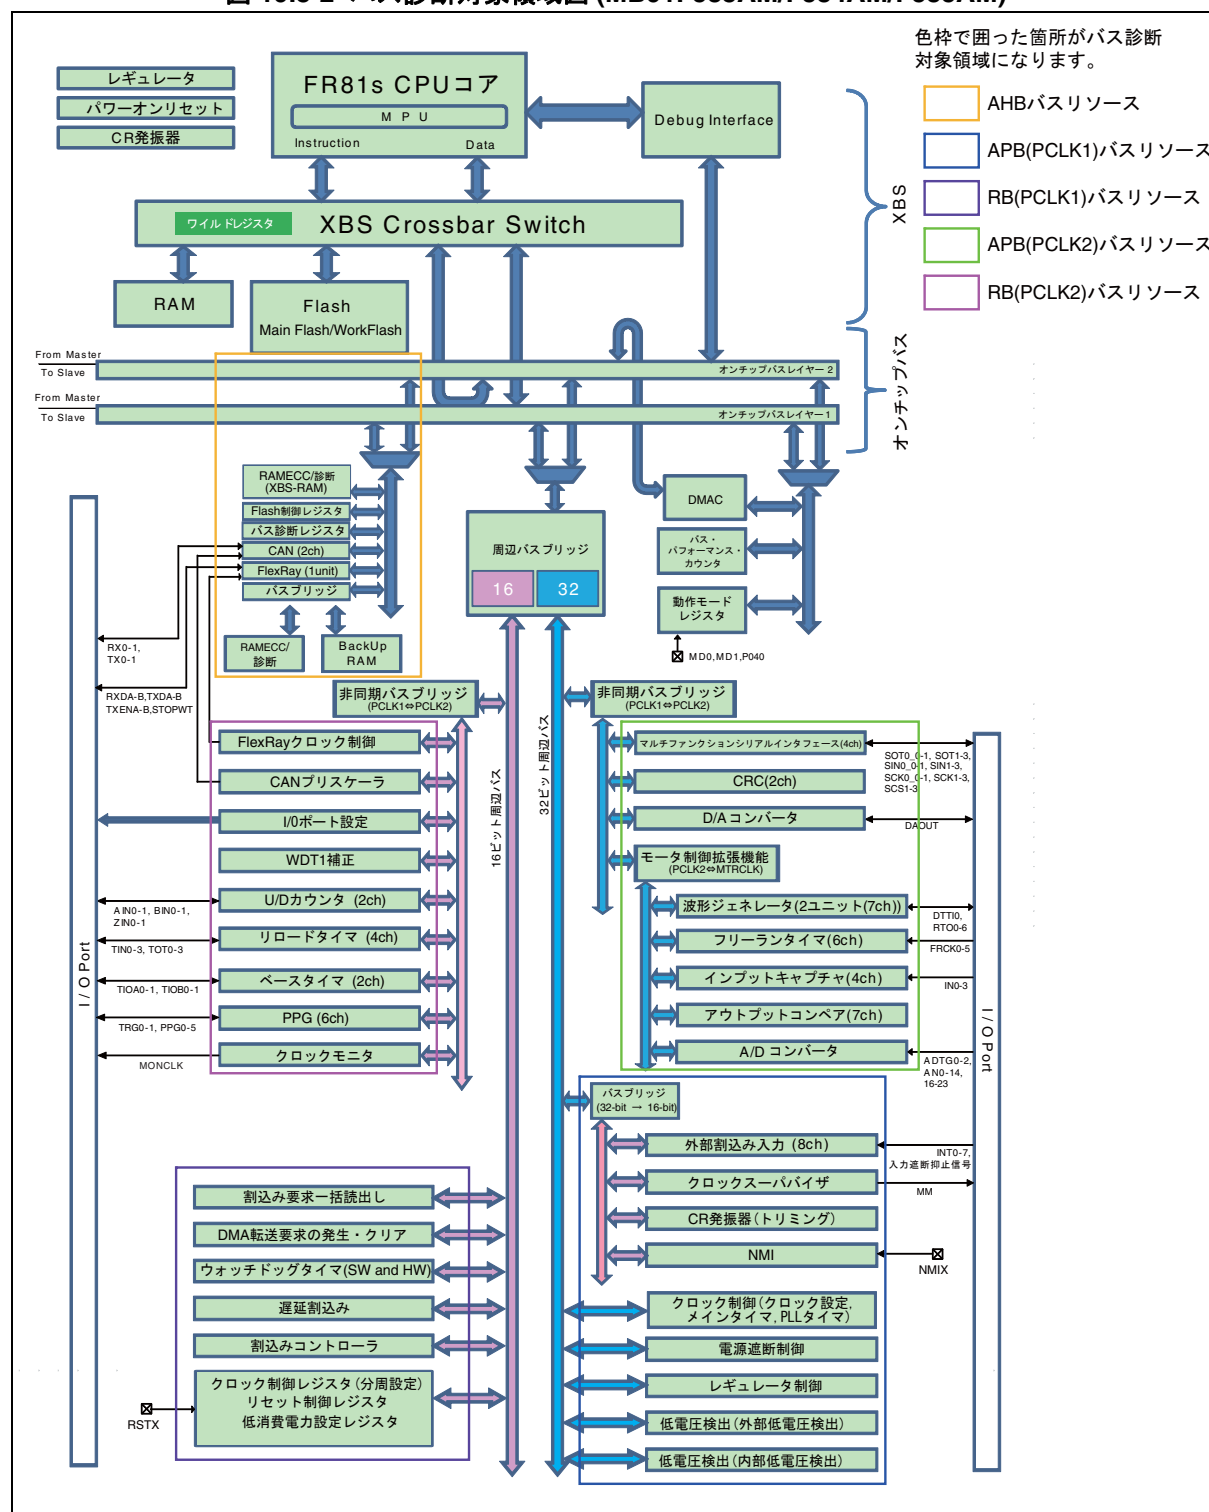 レギュレータ
パワーオンリセット
CR発振器
FR81s CPUコア
M P U
Instruction
Data
Debug Interface
ワイルドレジスタ
XBS Crossbar Switch
RAM
Flash
Main Flash/WorkFlash
色枠で囲った箇所がバス診断
対象領域になります。
AHBバスリソース
APB(PCLK1)バスリソース
RB(PCLK1)バスリソース
APB(PCLK2)バスリソース
RB(PCLK2)バスリソース
XBS
オンチップバス
From Master
To Slave
オンチップバスレイヤー2
From Master
To Slave
オンチップバスレイヤー1
RAMECC/診断
(XBS-RAM)
Flash制御レジスタ
バス診断レジスタ
CAN (2ch)
FlexRay (1unit)
バスブリッジ
RAMECC/
診断
BackUp
RAM
周辺バスブリッジ
16
32
DMAC
バス・
パフォーマンス・
カウンタ
動作モード
レジスタ
MD0,MD1,P040
I/O Port
RX0-1,
TX0-1
RXDA-B,TXDA-B
TXENA-B,STOPWT
非同期バスブリッジ
(PCLK1⇔PCLK2)
16ビット周辺バス
32ビット周辺バス
非同期バスブリッジ
(PCLK1⇔PCLK2)
FlexRayクロック制御
CANプリスケーラ
I/0ポート設定
WDT1補正
U/Dカウンタ (2ch)
リロードタイマ (4ch)
ベースタイマ (2ch)
PPG (6ch)
クロックモニタ
AIN0-1, BIN0-1,
ZIN0-1
TIN0-3, TOT0-3
TIOA0-1, TIOB0-1
TRG0-1, PPG0-5
MONCLK
マルチファンクションシリアルインタフェース(4ch)
CRC(2ch)
D/Aコンバータ
モータ制御拡張機能
(PCLK2⇔MTRCLK)
波形ジェネレータ(2ユニット(7ch))
フリーランタイマ(6ch)
インプットキャプチャ(4ch)
アウトプットコンペア(7ch)
A/D コンバータ
SOT0_0-1, SOT1-3,
SIN0_0-1, SIN1-3,
SCK0_0-1, SCK1-3,
SCS1-3
DAOUT
DTTI0,
RTO0-6
FRCK0-5
IN0-3
ADTG0-2,
AN0-14,
16-23
I/O Port
バスブリッジ
(32-bit → 16-bit)
外部割込み入力 (8ch)
クロックスーパバイザ
CR発振器(トリミング)
NMI
INT0-7,
入力遮断抑止信号
MM
NMIX
クロック制御(クロック設定,
メインタイマ, PLLタイマ)
電源遮断制御
レギュレータ制御
低電圧検出(外部低電圧検出)
低電圧検出(内部低電圧検出)
割込み要求一括読出し
DMA転送要求の発生・クリア
ウォッチドッグタイマ(SW and HW)
遅延割込み
割込みコントローラ
クロック制御レジスタ(分周設定)
リセット制御レジスタ
低消費電力設定レジスタ
RSTX